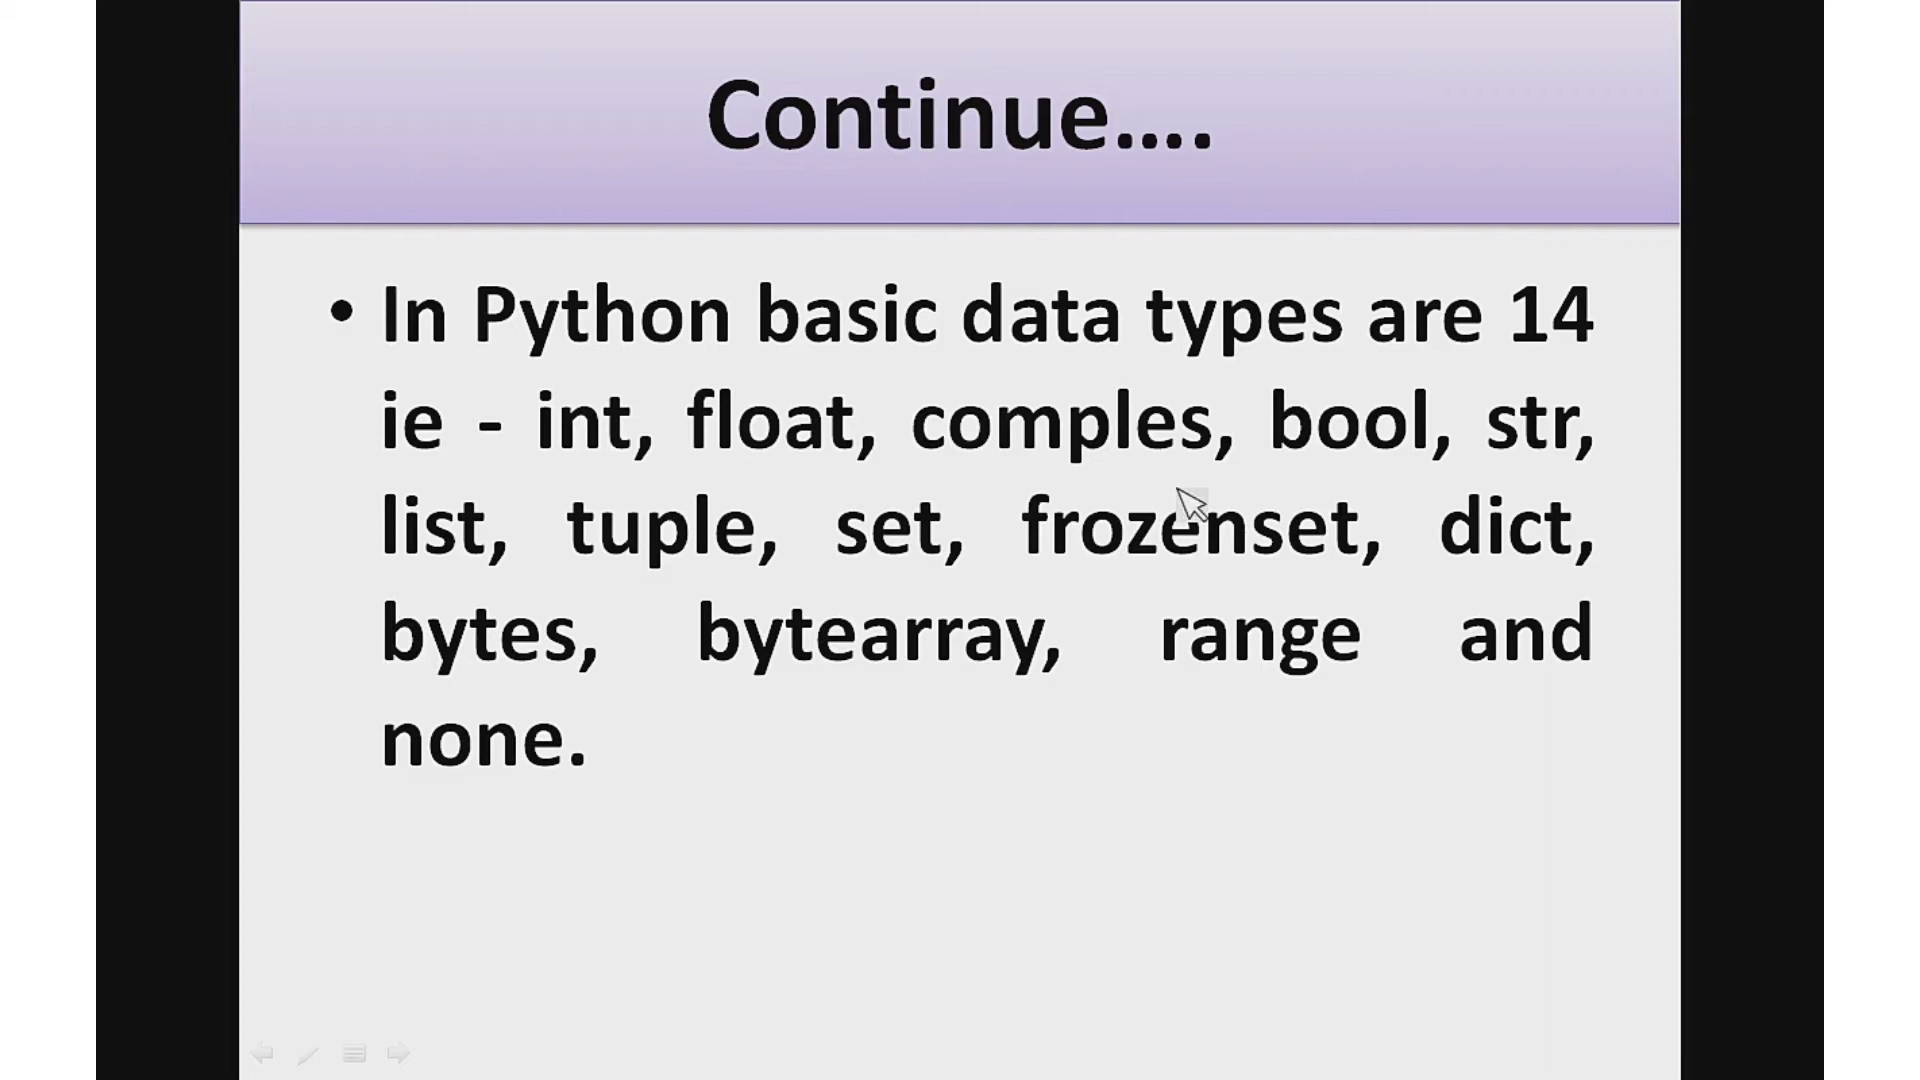 Continue....
• In Python basic data types are 14
ie - int, float, comples, bool, str,
list, tuple, set, frozenset, dict,
bytes, bytearray, range and
none.